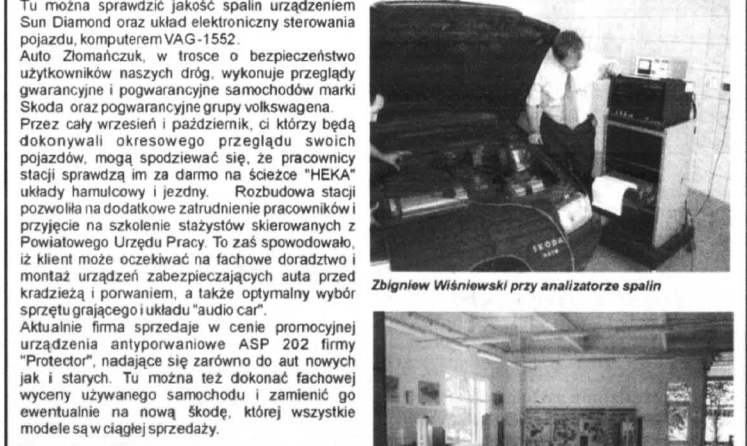 Tu można sprawdzić jakość spalin urządzeniem
Sun Diamond oraz układ elektroniczny sterowania
pojazdu, komputerem VAG-1552.
Auto Złomańczuk, w trosce o bezpieczeństwo
użytkowników naszych dróg, wykonuje przeglądy
gwarancyjne i pogwarancyjne samochodów marki
Skoda oraz pogwarancyjne grupy volkswagena.
Przez cały wrzesień i październik, ci którzy będą
dokonywali okresowego przeglądu swoich
pojazdów, mogą spodziewać się, że pracownicy
stacji sprawdzą im za darmo na ścieżce "HEKA"
układy hamulcowy i jezdny. Rozbudowa stacji
pozwoliła na dodatkowe zatrudnienie pracowników i
przyjęcie na szkolenie stażystów skierowanych z
Powiatowego Urzędu Pracy. To zaś spowodowało,
iż klient może oczekiwać na fachowe doradztwo i
montaż urządzeń zabezpieczających auta przed
kradzieżą i porwaniem, a także optymalny wybór
sprzętu grającego i układu "audio car".
Aktualnie firma sprzedaje w cenie promocyjnej
urządzenia antyporwaniowe ASP 202 firmy
"Protector", nadające się zarówno do aut nowych
jak i starych. Tu można też dokonać fachowej
wyceny używanego samochodu i zamienić go
ewentualnie na nową škodę, której wszystkie
modele są w ciągłej sprzedaży.
SKODA
Zbigniew Wiśniewski przy analizatorze spalin